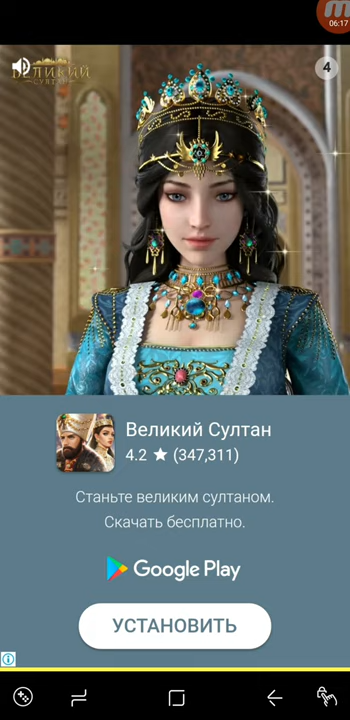 06:17
ВЕЛИКИЙ
СУЛТАН
4
Великий Султан
4.2 ★ (347,311)
Станьте великим султаном.
Скачать бесплатно.
Google Play
УСТАНОВИТЬ